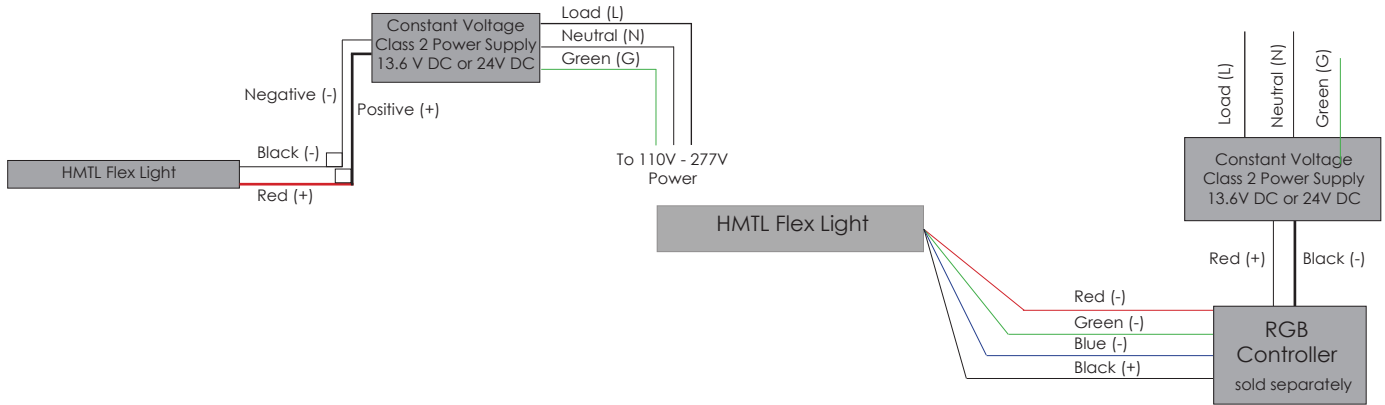 Constant Voltage
Class 2 Power Supply
13.6 V DC or 24V DC
Load (L)
Neutral (N)
Green (G)
Negative (-)
Positive (+)
Black (-)
HMTL Flex Light
Red (+)
To 110V - 277V
Power
HMTL Flex Light
Load (L)
Neutral (N)
Green (G)
Constant Voltage
Class 2 Power Supply
13.6V DC or 24V DC
Red (+)
Black (-)
Red (-)
Green (-)
Blue (-)
Black (+)
RGB
Controller
sold separately